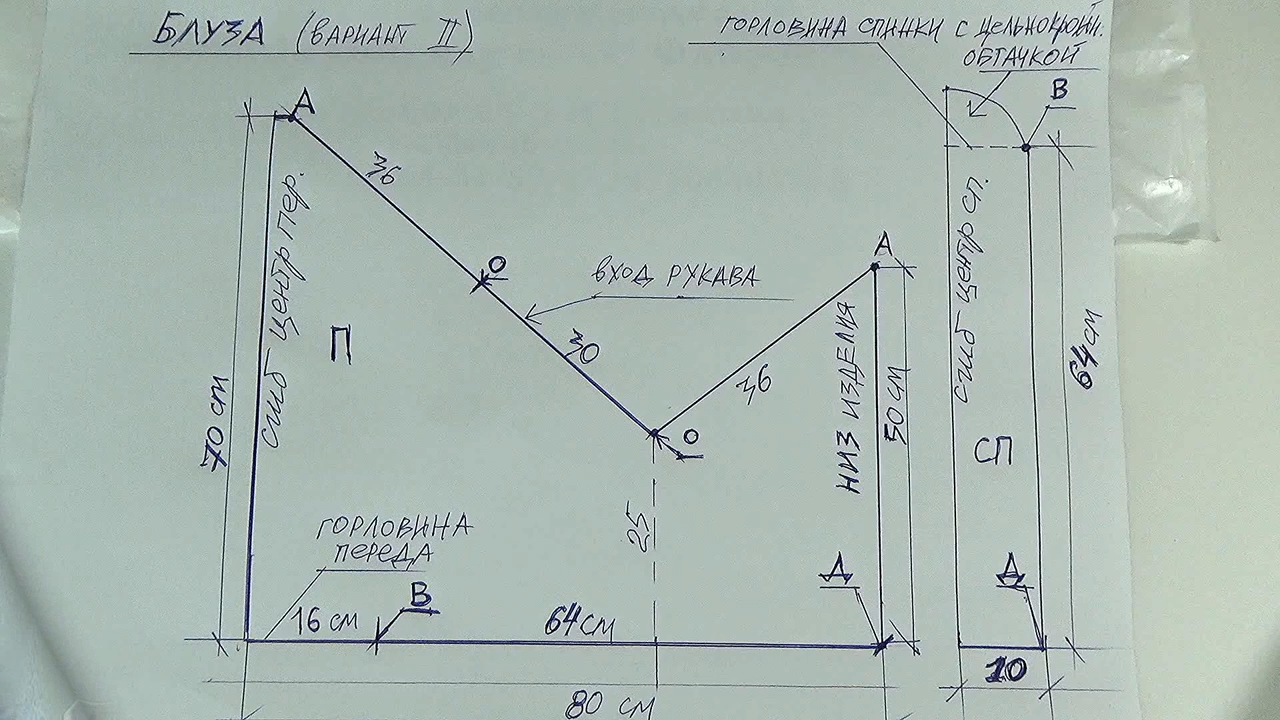 БЛУЗА (ВАРИАНТ II)
ГОРЛОВИНА СПИНКИ С ЦЕЛЬНОКРОЙН.
ОБТАЧКОЙ
А
В
36
СГИБ ЦЕНТР ПЕР.
О
ВХОД РУКАВА
А
П
30
36
НИЗ ИЗДЕЛИЯ
СГИБ ЦЕНТР СП.
70 СМ
50 СМ
64 СМ
О
СП
25
ГОРЛОВИНА
ПЕРЕДА
16 СМ
В
64 СМ
Д
Д
80 СМ
10